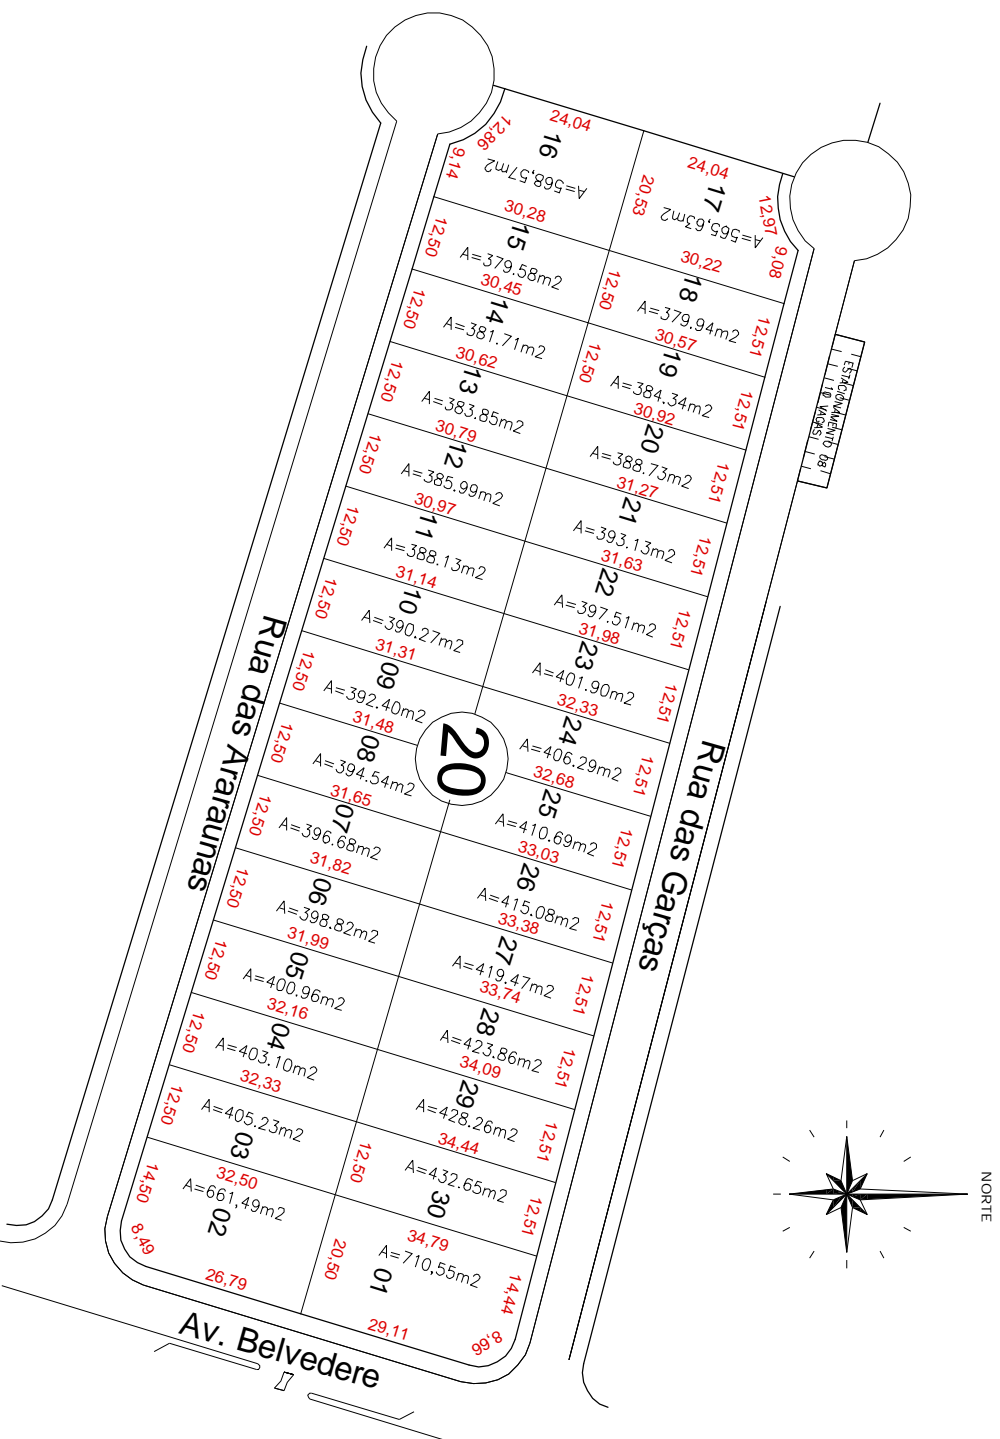 24,04
16
A=568,57m2
12,86
9,14
30,28
20,53
24,04
17
A=565,63m2
12,97
9,08
30,22
15
A=379.58m2
12,50
30,45
12,50
18
A=379.94m2
12,51
30,57
14
A=381.71m2
12,50
30,62
12,50
19
A=384.34m2
12,51
30,92
13
A=383.85m2
12,50
30,79
20
A=388.73m2
12,51
31,27
12
A=385.99m2
12,50
30,97
21
A=393.13m2
12,51
31,63
11
A=388.13m2
12,50
31,14
22
A=397.51m2
12,51
31,98
10
A=390.27m2
12,50
31,31
23
A=401.90m2
12,51
32,33
09
A=392.40m2
12,50
31,48
24
A=406.29m2
12,51
32,68
08
A=394.54m2
12,50
31,65
25
A=410.69m2
12,51
33,03
07
A=396.68m2
12,50
31,82
26
A=415.08m2
12,51
33,38
06
A=398.82m2
12,50
31,99
27
A=419.47m2
12,51
33,74
05
A=400.96m2
12,50
32,16
28
A=423.86m2
12,51
34,09
04
A=403.10m2
12,50
32,33
29
A=428.26m2
12,51
34,44
A=405.23m2
03
12,50
32,50
12,50
A=432.65m2
30
12,51
34,79
A=661,49m2
02
14,50
8,49
26,79
20,50
A=710,55m2
01
14,44
8,66
29,11
20
Rua das Araraunas
Rua das Garças
Av. Belvedere
ESTACIONAMENTO 08
10 VAGAS
NORTE